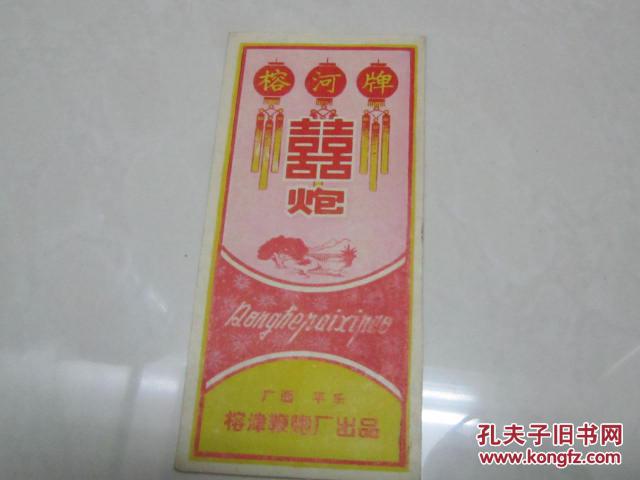 榕河牌
囍
炮
Ronghepaixipao
广西 平乐
榕津鞭炮厂出品
孔夫子旧书网
www.kongfz.com